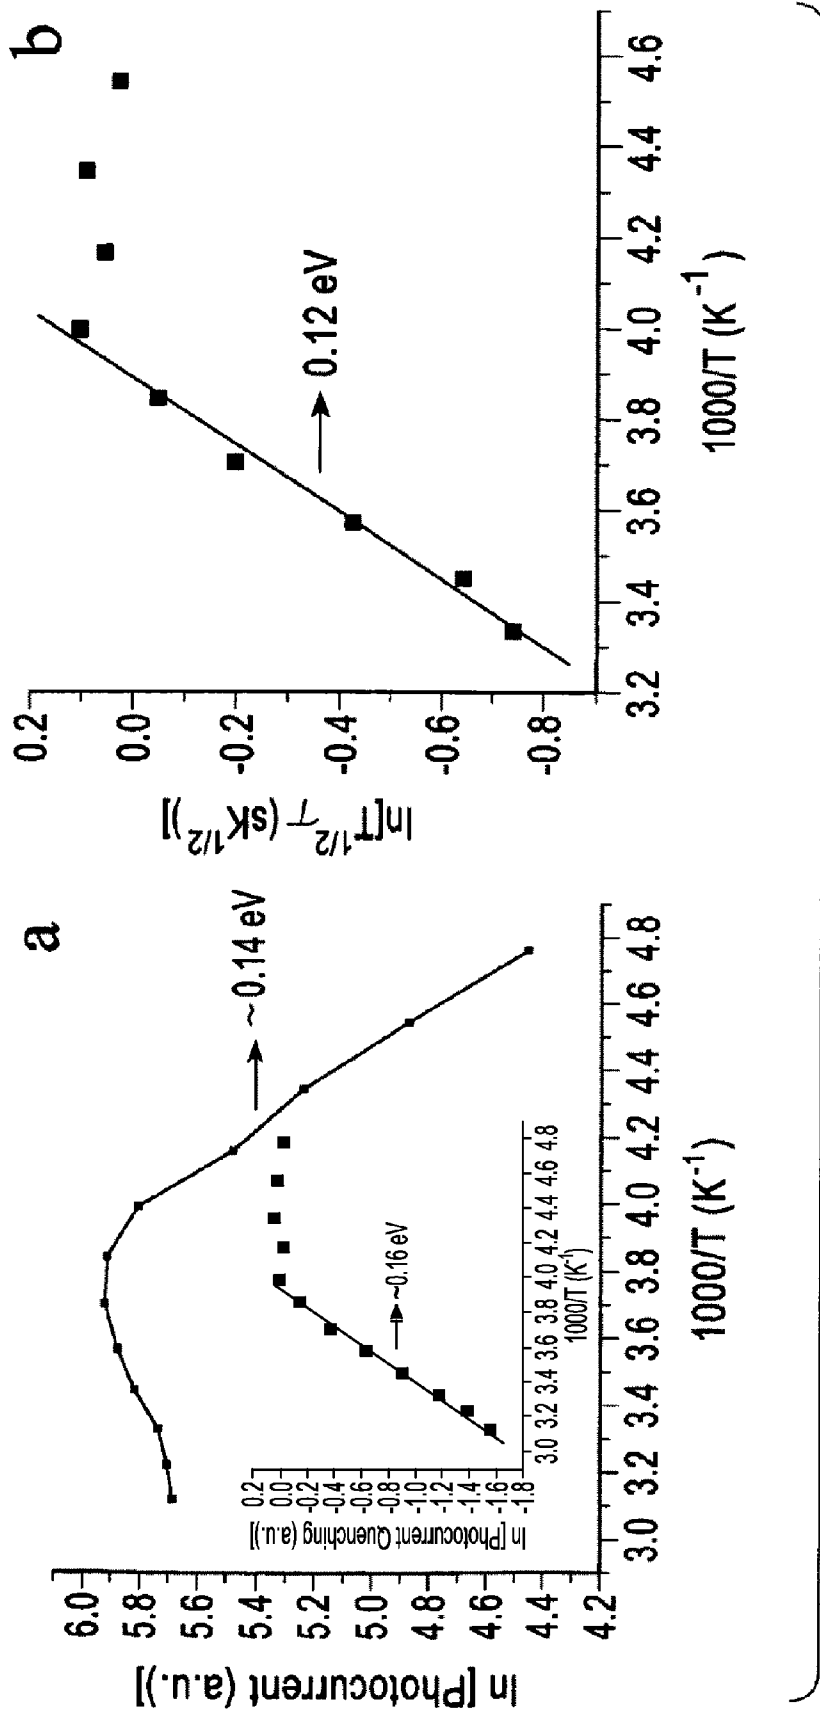 a
ln [Photocurrent (a.u.)]
6.0
5.8
5.6
5.4
5.2
5.0
4.8
4.6
4.4
4.2
~0.14 eV
ln [Photocurrent Quenching (a.u.)]
0.2
0.0
-0.2
-0.4
-0.6
-0.8
-1.0
-1.2
-1.4
-1.6
-1.8
~0.16 eV
3.0 3.2 3.4 3.6 3.8 4.0 4.2 4.4 4.6 4.8
1000/T (K⁻¹)
3.0 3.2 3.4 3.6 3.8 4.0 4.2 4.4 4.6 4.8
1000/T (K⁻¹)
b
ln[T^1/2 τ (sK^1/2)]
0.2
0.0
-0.2
-0.4
-0.6
-0.8
0.12 eV
3.2 3.4 3.6 3.8 4.0 4.2 4.4 4.6
1000/T (K⁻¹)